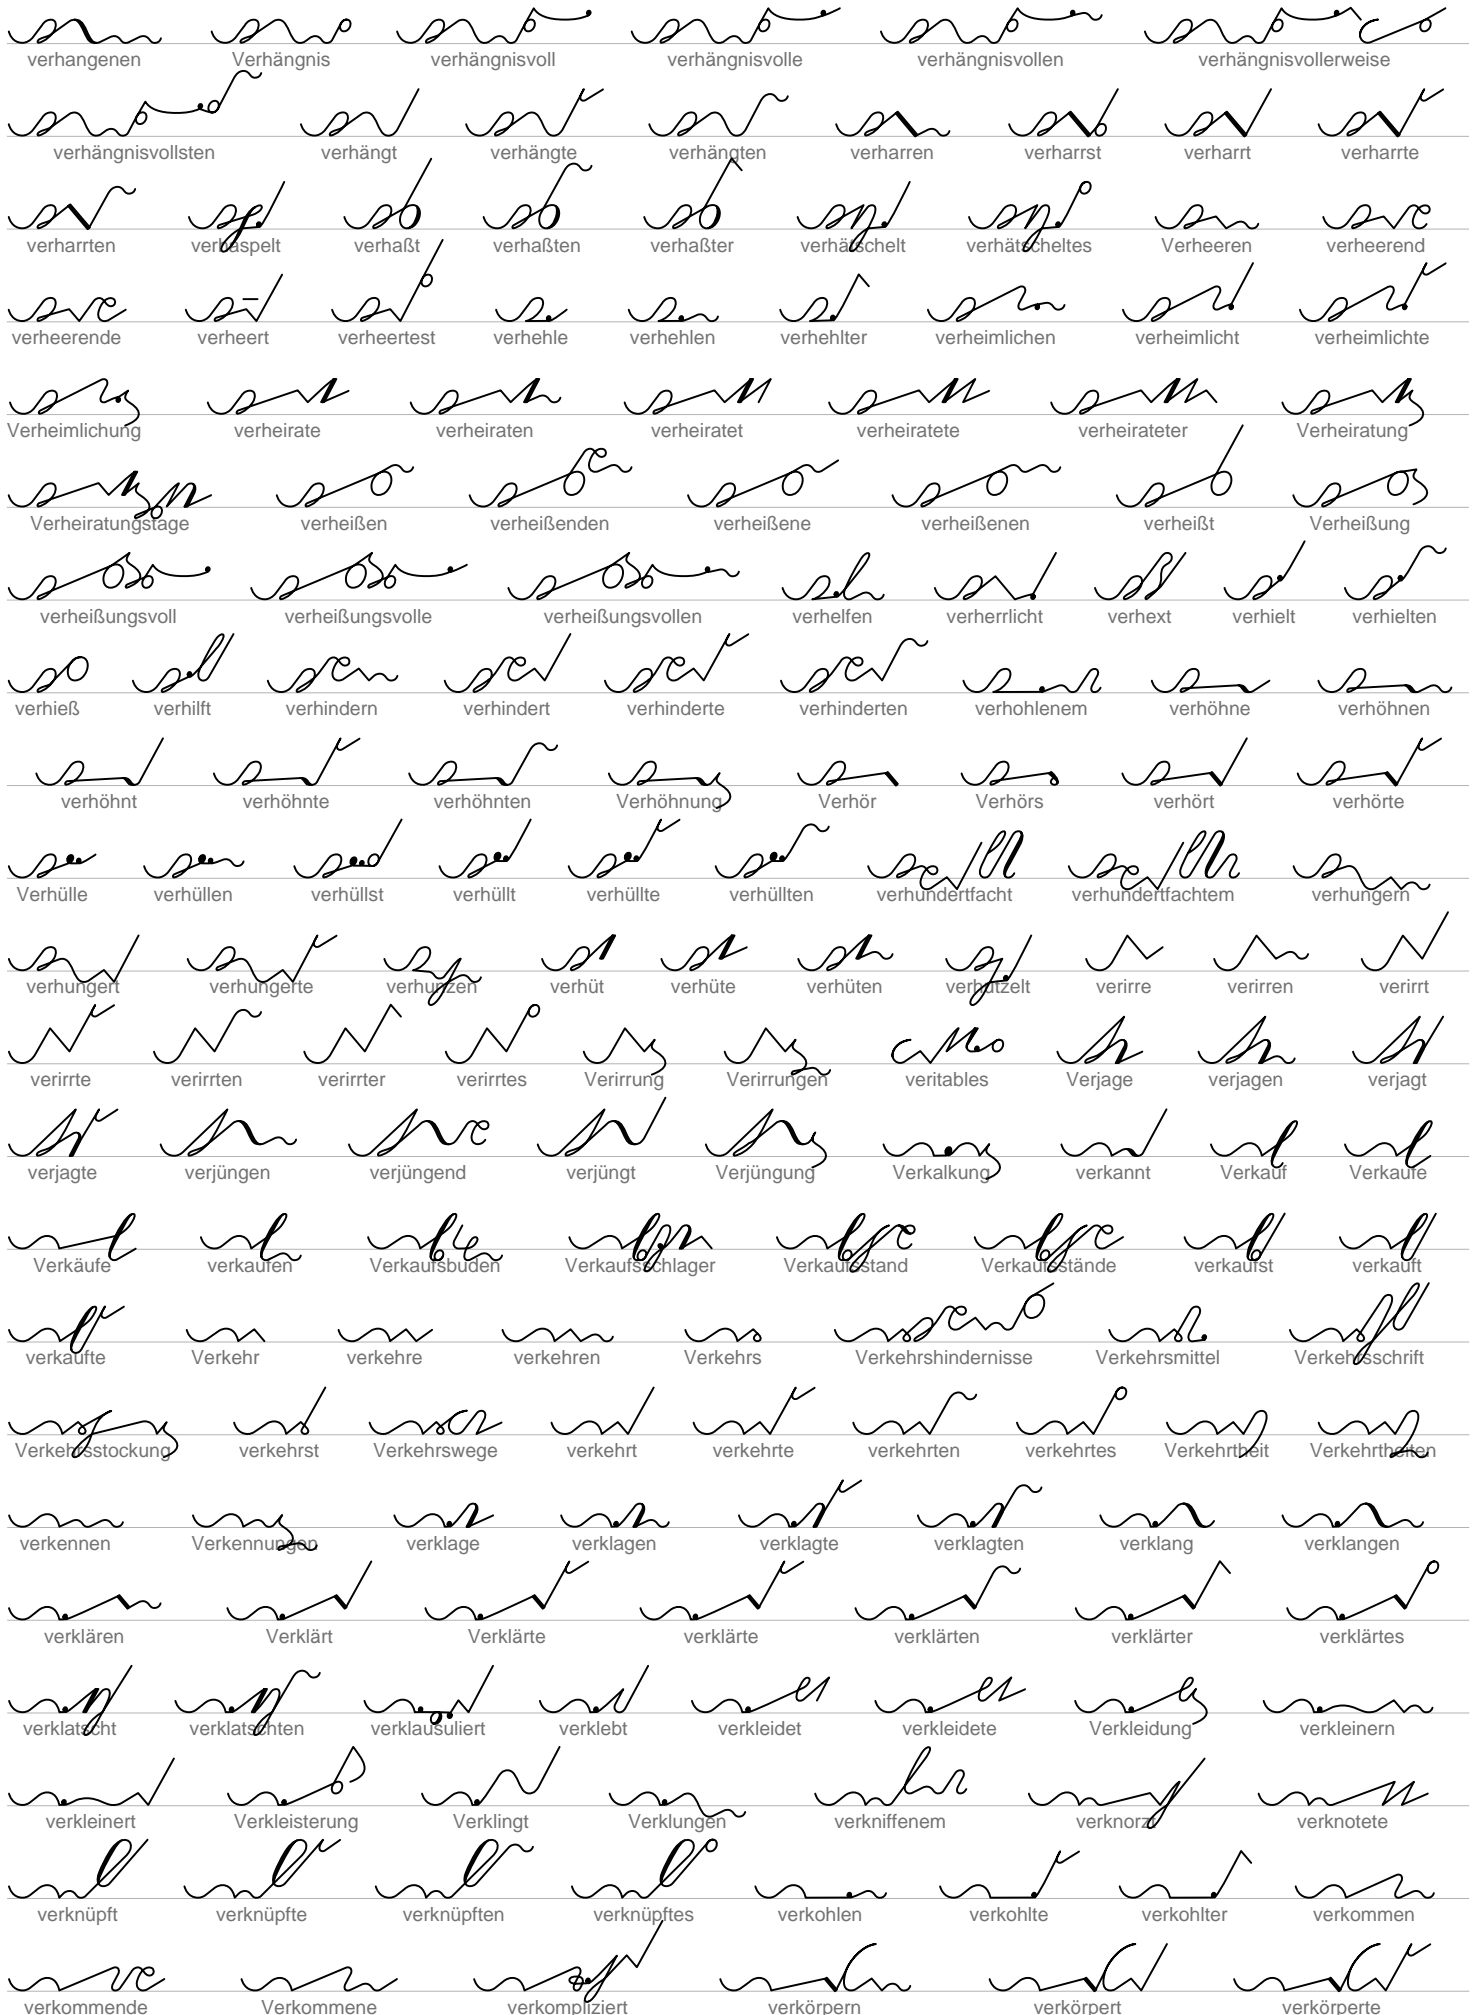 verhangenen Verhängnis verhängnisvoll verhängnisvolle verhängnisvollen verhängnisvollerweise
verhängnisvollsten verhängt verhängte verhängten verharren verharrst verharrt verharrte
verharrten verhaspelt verhaßt verhaßten verhaßter verhätschelt verhätscheltes Verheeren verheerend
verheerende verheert verheertest verhehle verhehlen verhehlter verheimlichen verheimlicht verheimlichte
Verheimlichung verheirate verheiraten verheiratet verheiratete verheirateter Verheiratung
Verheiratungstage verheißen verheißenden verheißene verheißenen verheißt Verheißung
verheißungsvoll verheißungsvolle verheißungsvollen verhelfen verherrlicht verhext verhielt verhielten
verhieß verhilft verhindern verhindert verhinderte verhinderten verhohlenem verhöhne verhöhnen
verhöhnt verhöhnte verhöhnten Verhöhnung Verhör Verhörs verhört verhörte
Verhülle verhüllen verhüllst verhüllt verhüllte verhüllten verhundertfacht verhundertfachtem verhungern
verhungert verhungerte verhunzen verhüt verhüte verhüten verhutzelt verirre verirren verirrt
verirrte verirrten verirrter verirrtes Verirrung Verirrungen veritables Verjage verjagen verjagt
verjagte verjüngen verjüngend verjüngt Verjüngung Verkalkung verkannt Verkauf Verkaufe
Verkäufe verkaufen Verkaufsbuden Verkaufsschlager Verkaufsstand Verkaufsstände verkaufst verkauft
verkaufte Verkehr verkehre verkehren Verkehrs Verkehrshindernisse Verkehrsmittel Verkehrsschrift
Verkehrsstockung verkehrst Verkehrswege verkehrt verkehrte verkehrten verkehrtes Verkehrtheit Verkehrtheiten
verkennen Verkennungen verklage verklagen verklagte verklagten verklang verklangen
verklären Verklärt Verklärte verklärte verklärten verklärter verklärtes
verklatscht verklatschten verklausuliert verklebt verkleidet verkleidete Verkleidung verkleinern
verkleinert Verkleisterung Verklingt Verklungen verkniffenem verknorzt verknotete
verknüpft verknüpfte verknüpften verknüpftes verkohlen verkohlte verkohlter verkommen
verkommende Verkommene verkompliziert verkörpern verkörpert verkörperte